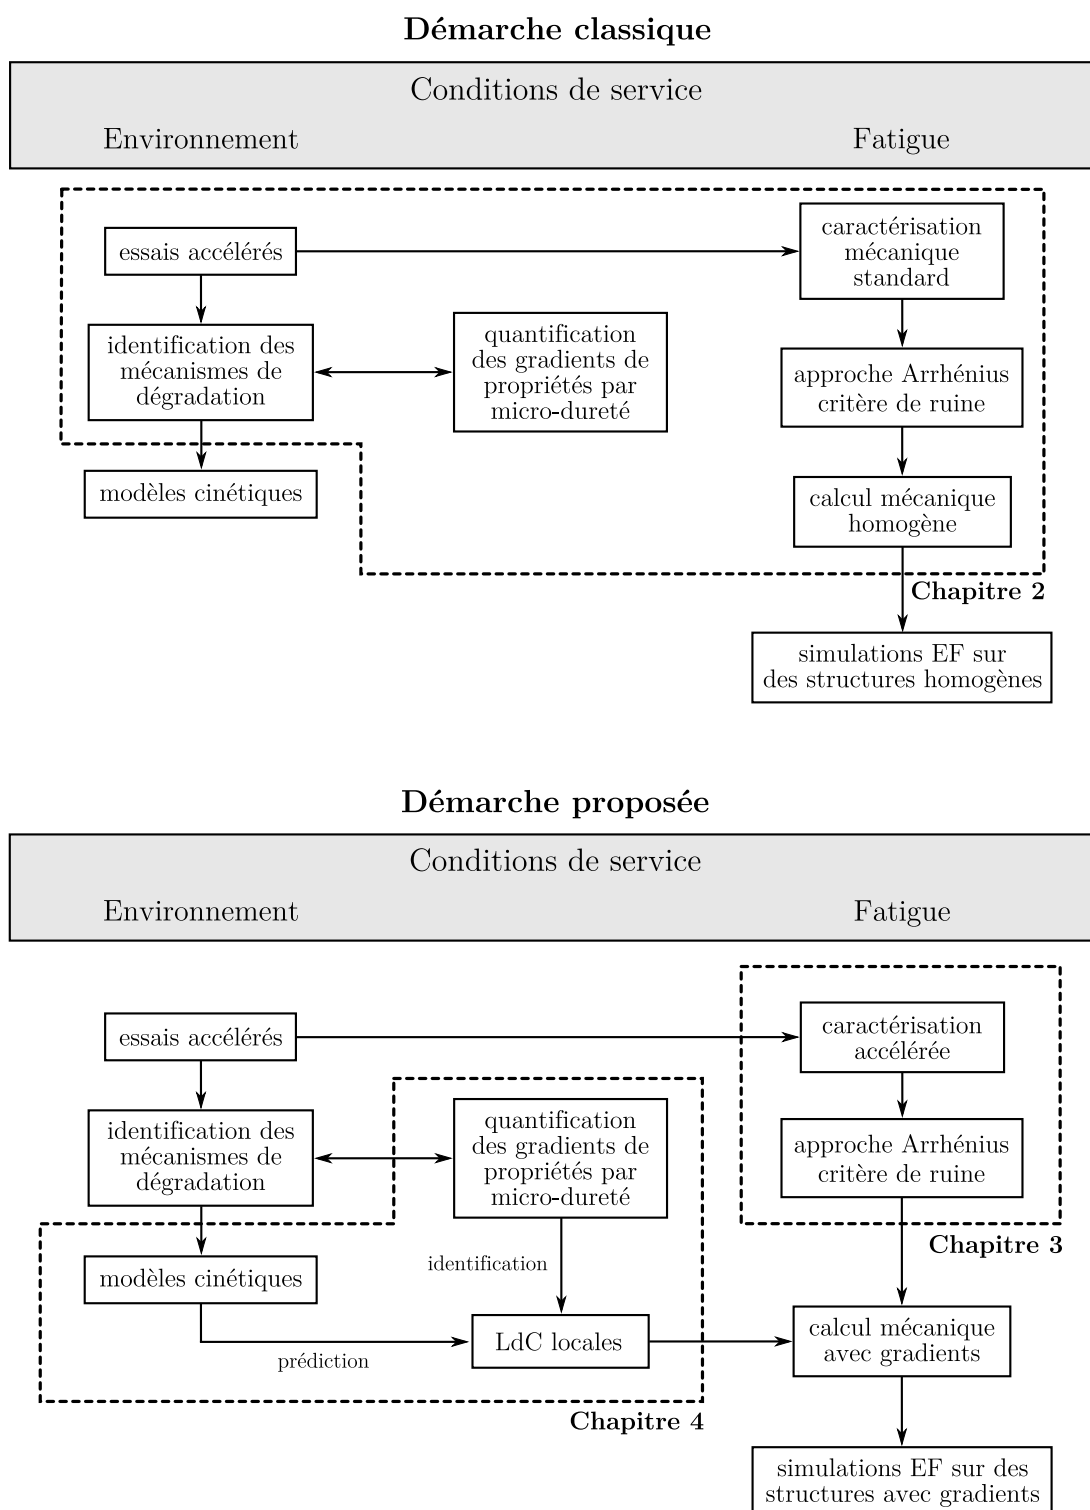 Démarche classique
Conditions de service
Environnement
Fatigue
essais accélérés
caractérisation
mécanique
standard
identification des
mécanismes de
dégradation
quantification
des gradients de
propriétés par
micro-dureté
approche Arrhénius
critère de ruine
modèles cinétiques
calcul mécanique
homogène
Chapitre 2
simulations EF sur
des structures homogènes
Démarche proposée
Conditions de service
Environnement
Fatigue
essais accélérés
caractérisation
accélérée
identification des
mécanismes de
dégradation
quantification
des gradients de
propriétés par
micro-dureté
approche Arrhénius
critère de ruine
Chapitre 3
modèles cinétiques
identification
prédiction
LdC locales
calcul mécanique
avec gradients
Chapitre 4
simulations EF sur des
structures avec gradients